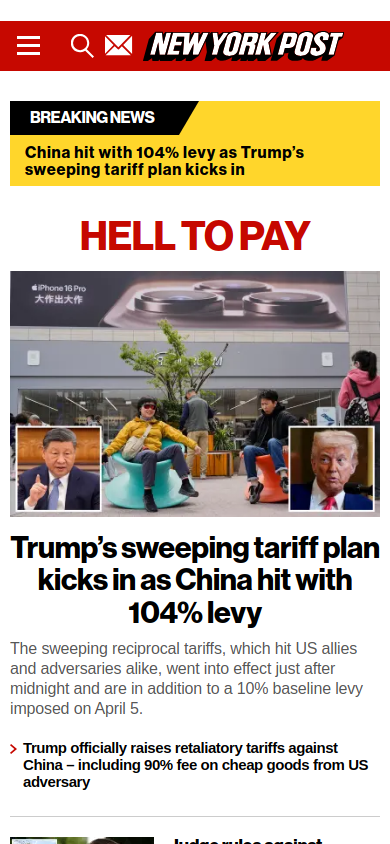 NEW YORK POST
BREAKING NEWS
China hit with 104% levy as Trump’s
sweeping tariff plan kicks in
HELL TO PAY
iPhone 16 Pro
大作出大作
Trump’s sweeping tariff plan
kicks in as China hit with
104% levy
The sweeping reciprocal tariffs, which hit US allies
and adversaries alike, went into effect just after
midnight and are in addition to a 10% baseline levy
imposed on April 5.
Trump officially raises retaliatory tariffs against
China – including 90% fee on cheap goods from US
adversary
Judge rules against